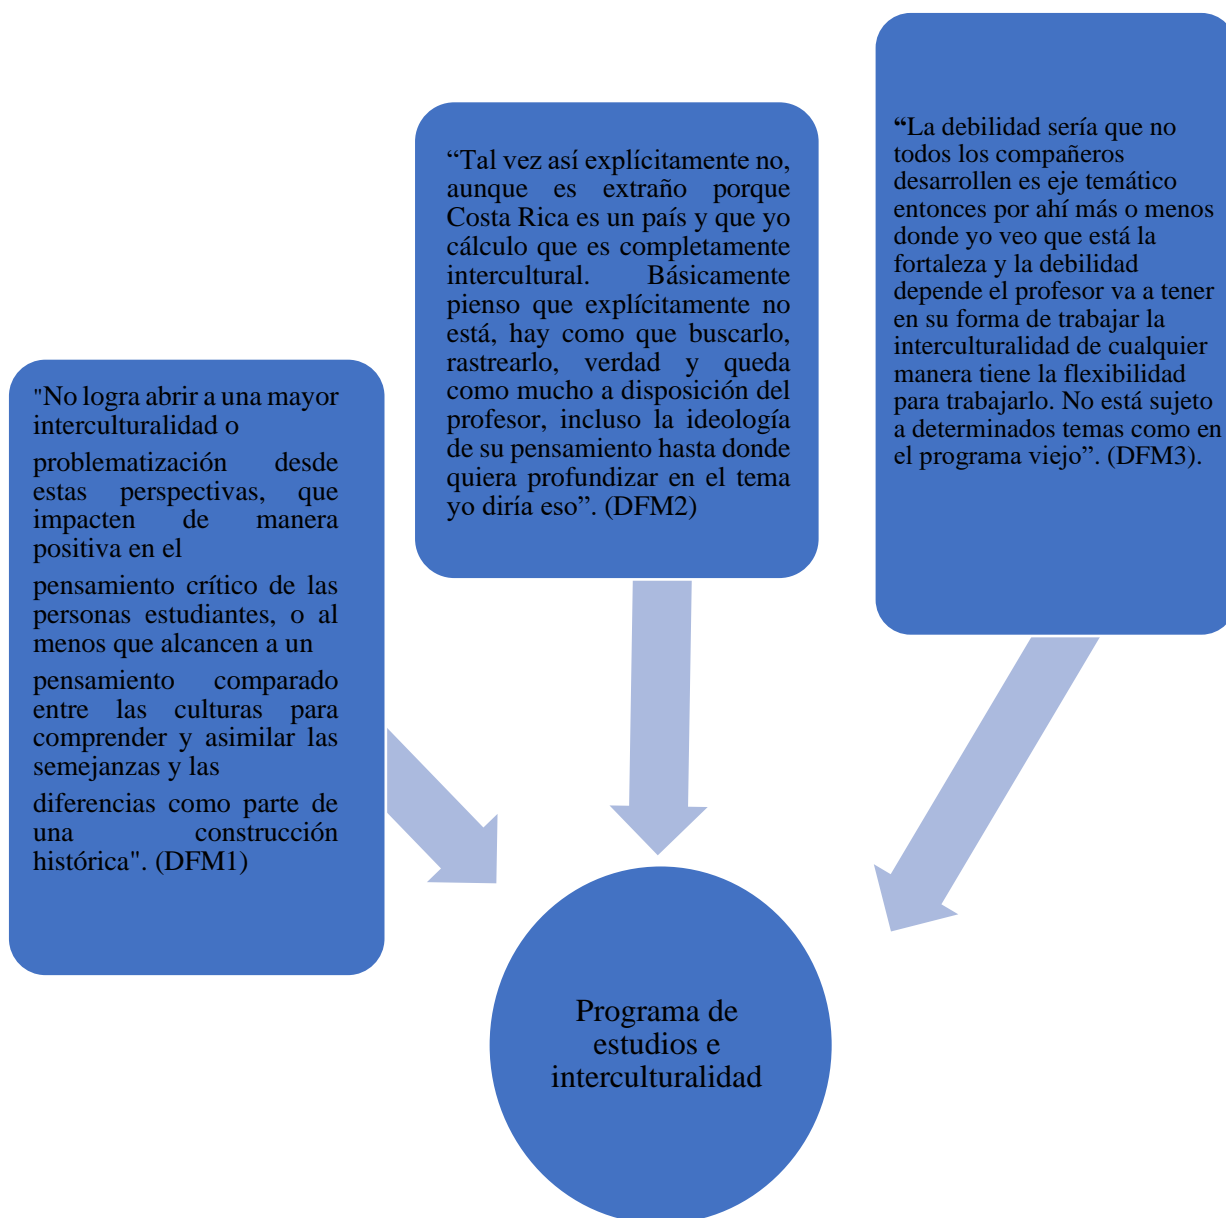 "No logra abrir a una mayor
interculturalidad o
problematización desde
estas perspectivas, que
impacten de manera
positiva en el
pensamiento crítico de las
personas estudiantes, o al
menos que alcancen a un
pensamiento comparado
entre las culturas para
comprender y asimilar las
semejanzas y las
diferencias como parte de
una construcción
histórica". (DFM1)
“Tal vez así explícitamente no,
aunque es extraño porque
Costa Rica es un país y que yo
cálculo que es completamente
intercultural. Básicamente
pienso que explícitamente no
está, hay como que buscarlo,
rastrearlo, verdad y queda
como mucho a disposición del
profesor, incluso la ideología
de su pensamiento hasta donde
quiera profundizar en el tema
yo diría eso”. (DFM2)
“La debilidad sería que no
todos los compañeros
desarrollen es eje temático
entonces por ahí más o menos
donde yo veo que está la
fortaleza y la debilidad
depende el profesor va a tener
en su forma de trabajar la
interculturalidad de cualquier
manera tiene la flexibilidad
para trabajarlo. No está sujeto
a determinados temas como en
el programa viejo”. (DFM3).
Programa de
estudios e
interculturalidad